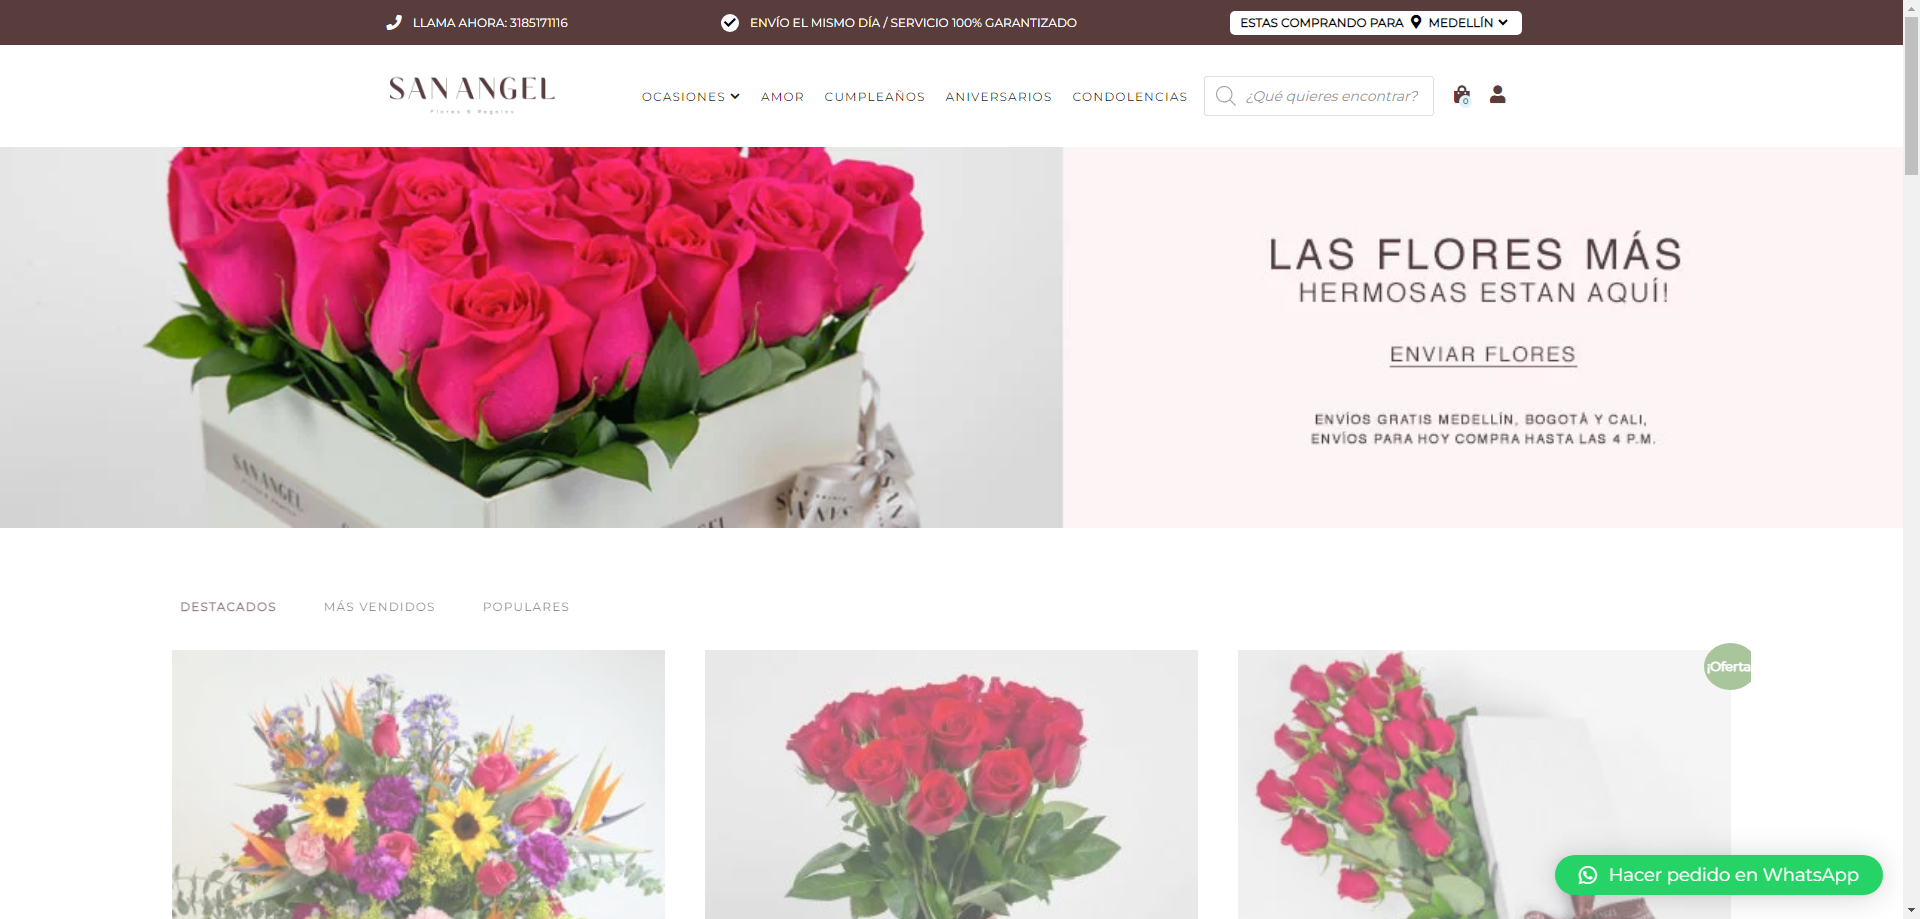 LLAMA AHORA: 3185171116
ENVÍO EL MISMO DÍA / SERVICIO 100% GARANTIZADO
ESTAS COMPRANDO PARA MEDELLÍN
SAN ANGEL
Flores & Regalos
OCASIONES
AMOR
CUMPLEAÑOS
ANIVERSARIOS
CONDOLENCIAS
¿Qué quieres encontrar?
0
LAS FLORES MÁS
HERMOSAS ESTAN AQUÍ!
ENVIAR FLORES
ENVÍOS GRATIS MEDELLÍN, BOGOTÁ Y CALI,
ENVÍOS PARA HOY COMPRA HASTA LAS 4 P.M.
SAN ANGEL
DESTACADOS
MÁS VENDIDOS
POPULARES
¡Oferta
Hacer pedido en WhatsApp